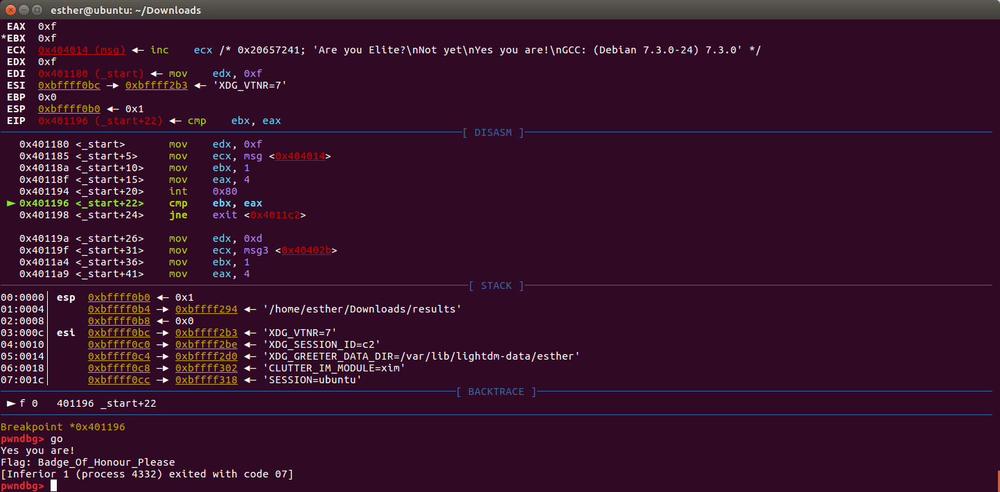 esther@ubuntu: ~/Downloads
EAX  0xf
*EBX  0xf
ECX  0x404014 (msg) ◂— inc    ecx /* 0x20657241; 'Are you Elite?\nNot yet\nYes you are!\nGCC: (Debian 7.3.0-24) 7.3.0' */
EDX  0xf
EDI  0x401180 (_start) ◂— mov    edx, 0xf
ESI  0xbffff0bc —▸ 0xbffff2b3 ◂— 'XDG_VTNR=7'
EBP  0x0
ESP  0xbffff0b0 ◂— 0x1
EIP  0x401196 (_start+22) ◂— cmp    ebx, eax
[ DISASM ]
0x401180 <_start>       mov    edx, 0xf
0x401185 <_start+5>     mov    ecx, msg <0x404014>
0x40118a <_start+10>    mov    ebx, 1
0x40118f <_start+15>    mov    eax, 4
0x401194 <_start+20>    int    0x80
► 0x401196 <_start+22>    cmp    ebx, eax
0x401198 <_start+24>    jne    exit <0x4011c2>
0x40119a <_start+26>    mov    edx, 0xd
0x40119f <_start+31>    mov    ecx, msg3 <0x40402b>
0x4011a4 <_start+36>    mov    ebx, 1
0x4011a9 <_start+41>    mov    eax, 4
[ STACK ]
00:0000│  esp  0xbffff0b0 ◂— 0x1
01:0004│       0xbffff0b4 —▸ 0xbffff294 ◂— '/home/esther/Downloads/results'
02:0008│       0xbffff0b8 ◂— 0x0
03:000c│  esi  0xbffff0bc —▸ 0xbffff2b3 ◂— 'XDG_VTNR=7'
04:0010│       0xbffff0c0 —▸ 0xbffff2be ◂— 'XDG_SESSION_ID=c2'
05:0014│       0xbffff0c4 —▸ 0xbffff2d0 ◂— 'XDG_GREETER_DATA_DIR=/var/lib/lightdm-data/esther'
06:0018│       0xbffff0c8 —▸ 0xbffff302 ◂— 'CLUTTER_IM_MODULE=xim'
07:001c│       0xbffff0cc —▸ 0xbffff318 ◂— 'SESSION=ubuntu'
[ BACKTRACE ]
► f 0   401196 _start+22
Breakpoint *0x401196
pwndbg> go
Yes you are!
Flag: Badge_Of_Honour_Please
[Inferior 1 (process 4332) exited with code 07]
pwndbg>